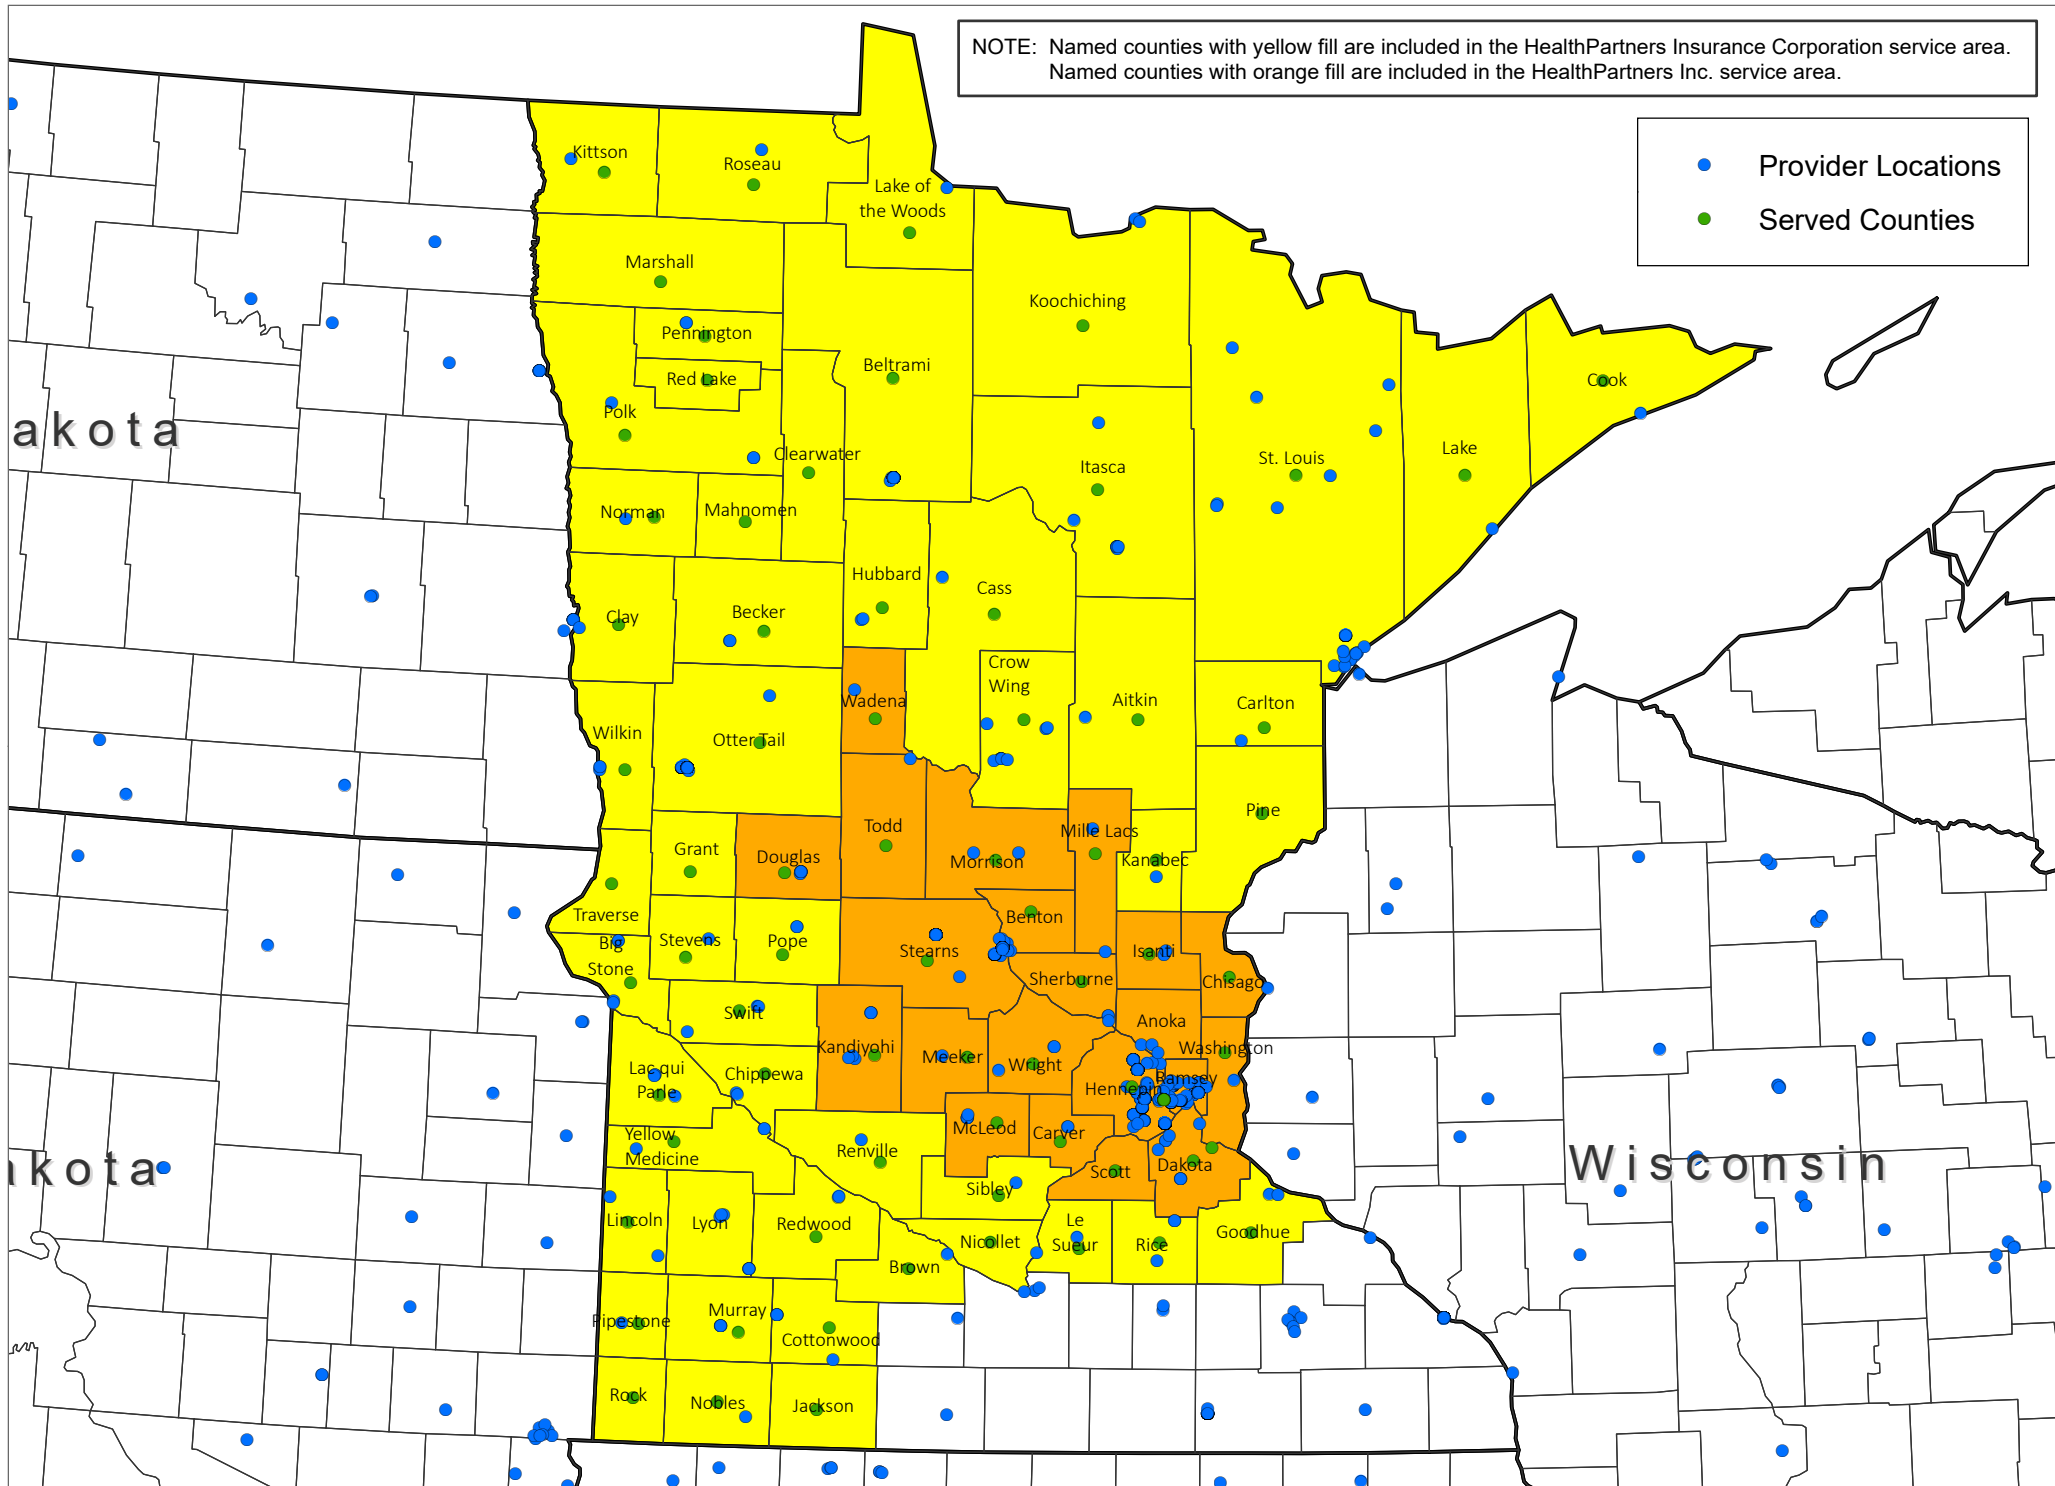 NOTE: Named counties with yellow fill are included in the HealthPartners Insurance Corporation service area.
Named counties with orange fill are included in the HealthPartners Inc. service area.
Provider Locations
Served Counties
Kittson
Roseau
Lake of
the Woods
Marshall
Koochiching
Pennington
Beltrami
Red Lake
Cook
Polk
akota
Clearwater
Itasca
St. Louis
Lake
Norman
Mahnomen
Hubbard
Cass
Clay
Becker
Crow
Wing
Wadena
Aitkin
Carlton
Wilkin
Otter Tail
Pine
Todd
Mille Lacs
Grant
Douglas
Morrison
Kanabec
Traverse
Benton
Big
Stone
Stevens
Pope
Stearns
Isanti
Sherburne
Chisago
Swift
Anoka
Kandiyohi
Meeker
Wright
Washington
Lac qui
Parle
Chippewa
Ramsey
Hennepin
McLeod
Carver
Yellow
Medicine
Renville
Scott
Dakota
akota
Wisconsin
Sibley
Lincoln
Lyon
Redwood
Le
Sueur
Rice
Goodhue
Nicollet
Brown
Pipestone
Murray
Cottonwood
Rock
Nobles
Jackson